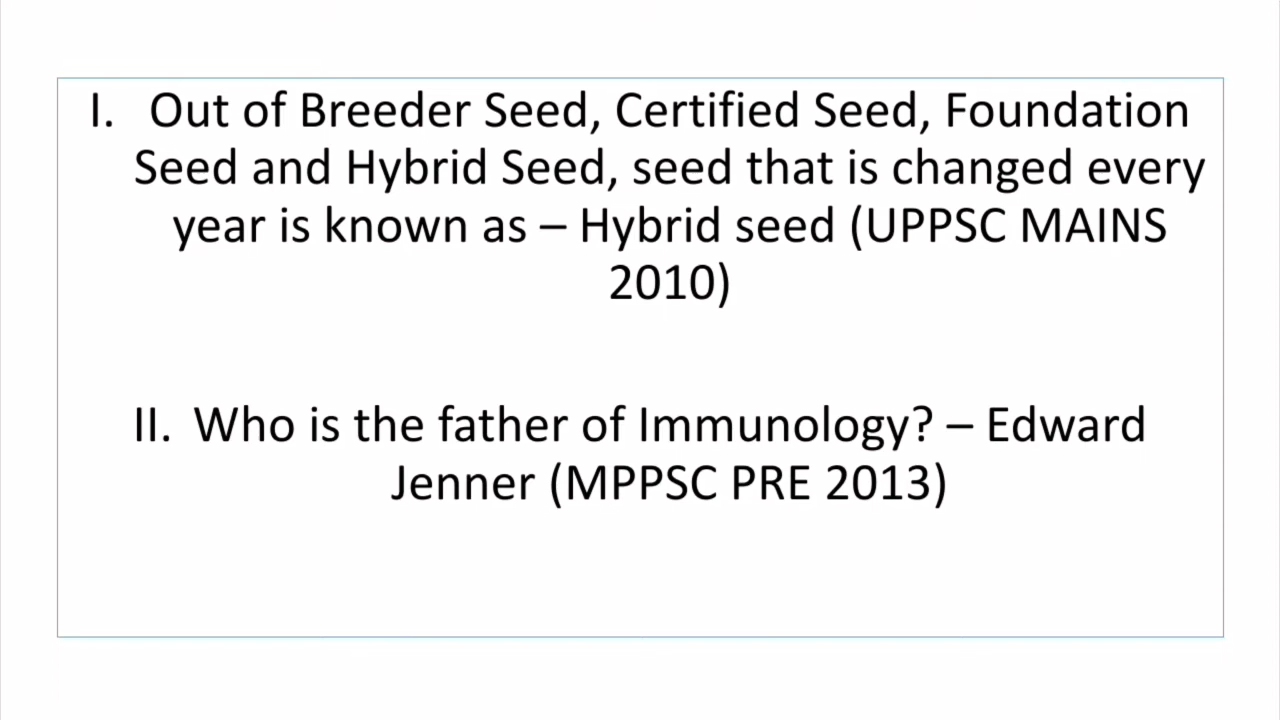 I. Out of Breeder Seed, Certified Seed, Foundation
Seed and Hybrid Seed, seed that is changed every
year is known as – Hybrid seed (UPPSC MAINS
2010)
II. Who is the father of Immunology? – Edward
Jenner (MPPSC PRE 2013)